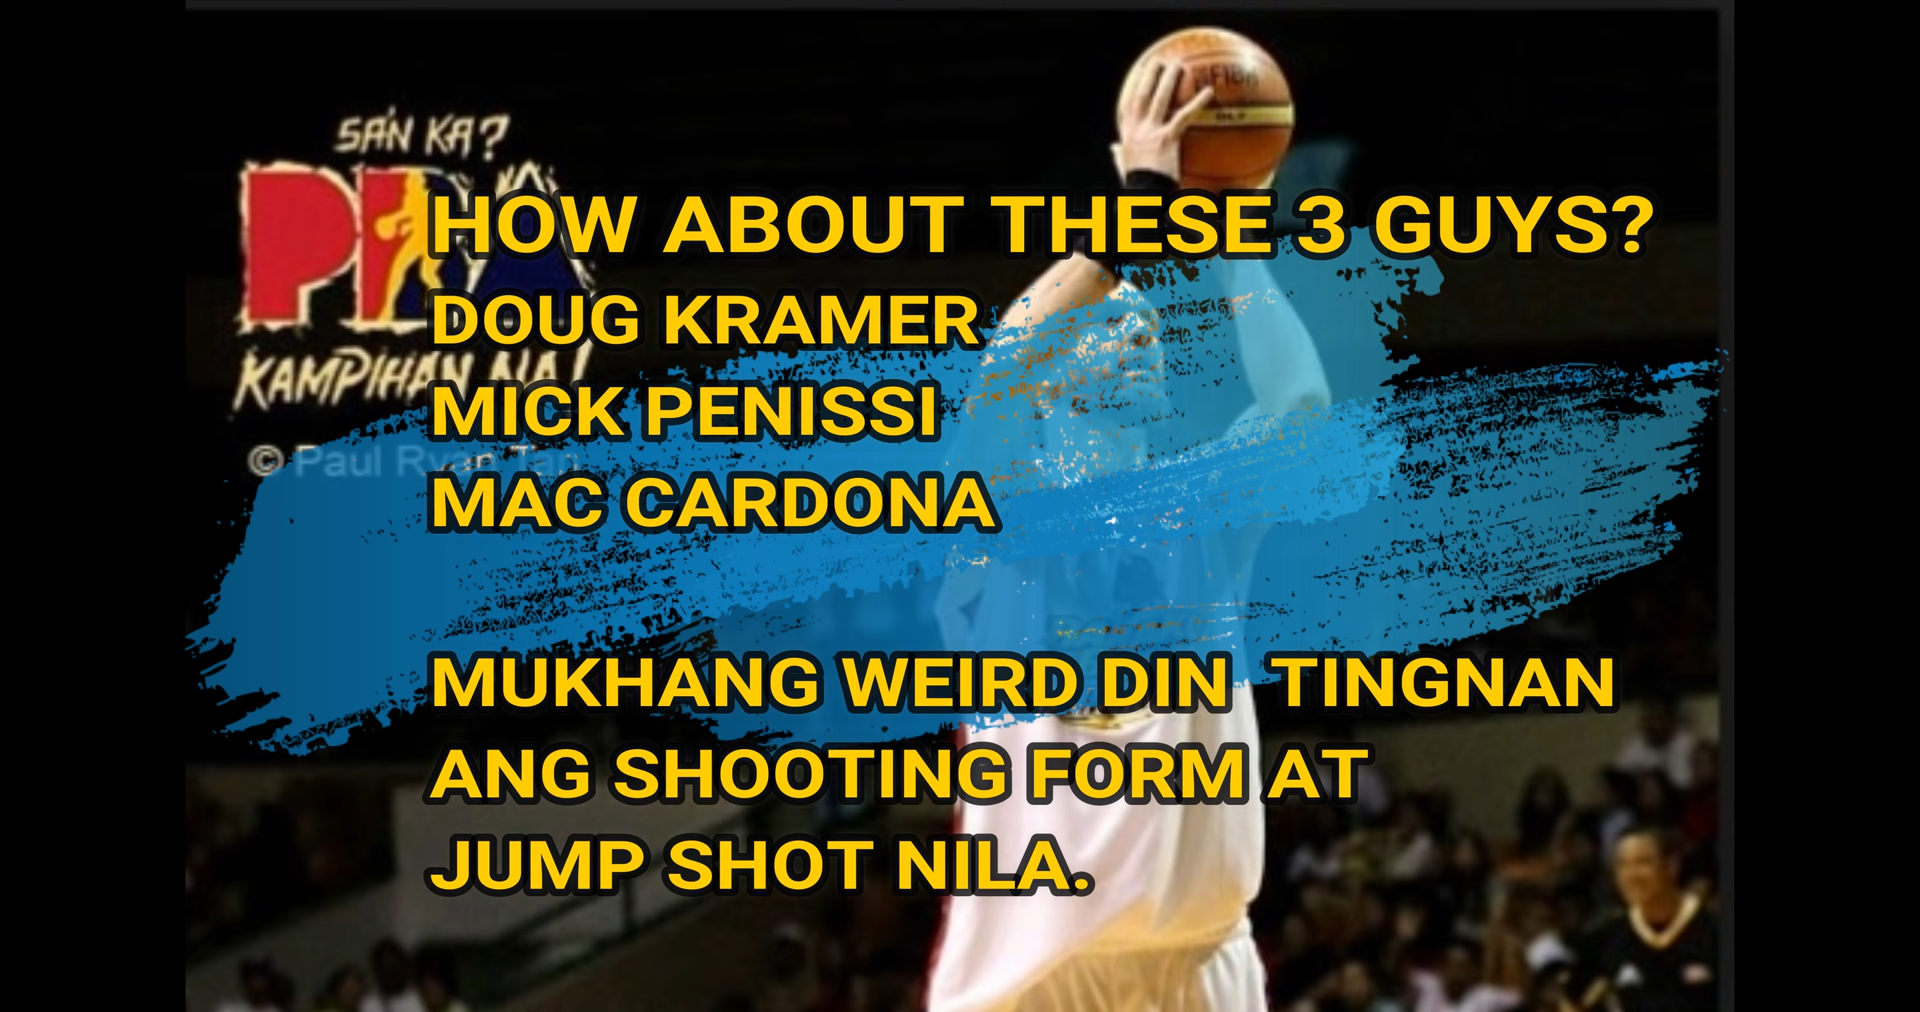 SAN KA?
PBA
KAMPIHAN NA!
© Paul Ryan Tan
FIBA
HOW ABOUT THESE 3 GUYS?
DOUG KRAMER
MICK PENISSI
MAC CARDONA
MUKHANG WEIRD DIN TINGNAN
ANG SHOOTING FORM AT
JUMP SHOT NILA.